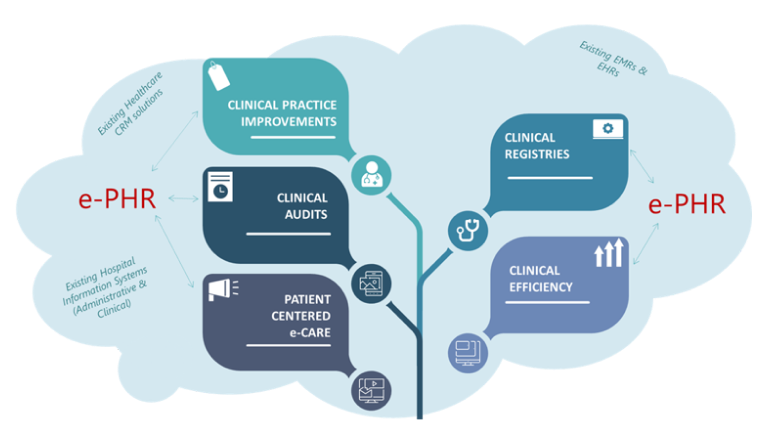 Existing Healthcare
CRM solutions
e-PHR
Existing Hospital
Information Systems
(Administrative &
Clinical)
CLINICAL PRACTICE
IMPROVEMENTS
CLINICAL
AUDITS
PATIENT
CENTERED
e-CARE
Existing EMRs &
EHRs
CLINICAL
REGISTRIES
CLINICAL
EFFICIENCY
e-PHR